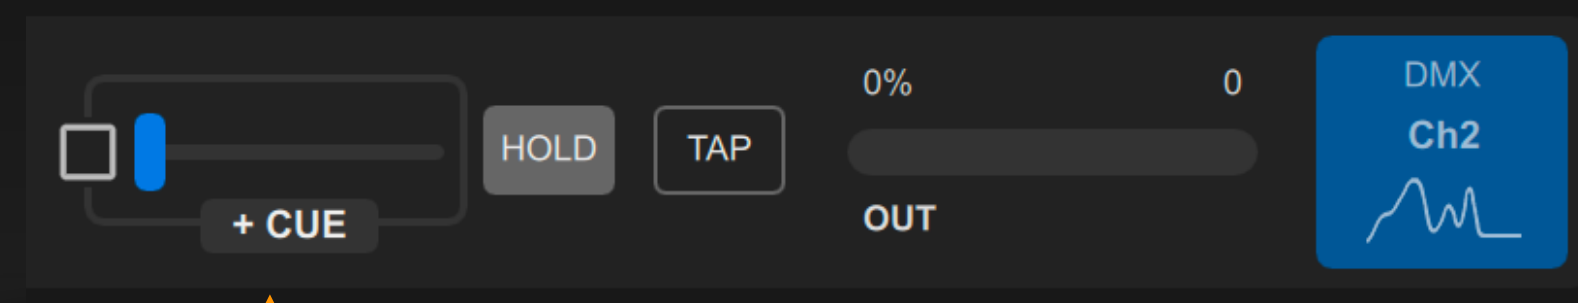 + CUE
HOLD
TAP
0%
0
OUT
DMX
Ch2